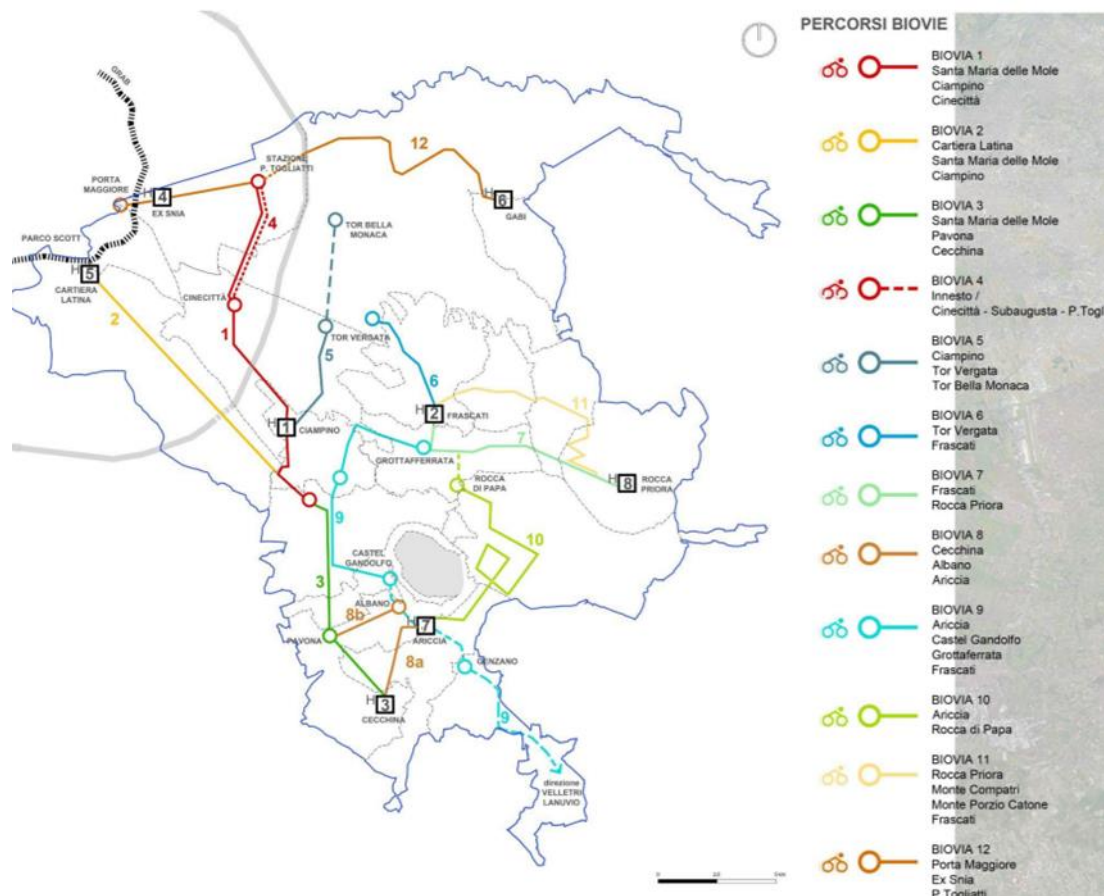 PERCORSI BIOVIE
BIOVIA 1
Santa Maria delle Mole
Ciampino
Cinecittà
BIOVIA 2
Cartiera Latina
Santa Maria delle Mole
Ciampino
BIOVIA 3
Santa Maria delle Mole
Pavona
Cecchina
BIOVIA 4
Innesto /
Cinecittà - Subaugusta - P.Togl
BIOVIA 5
Ciampino
Tor Vergata
Tor Bella Monaca
BIOVIA 6
Tor Vergata
Frascati
BIOVIA 7
Frascati
Rocca Priora
BIOVIA 8
Cecchina
Albano
Ariccia
BIOVIA 9
Ariccia
Castel Gandolfo
Grottaferrata
Frascati
BIOVIA 10
Ariccia
Rocca di Papa
BIOVIA 11
Rocca Priora
Monte Compatri
Monte Porzio Catone
Frascati
BIOVIA 12
Porta Maggiore
Ex Snia
P.Togliatti
GRAB
12
STAZIONE
P. TOGLIATTI
PORTA
MAGGIORE
H 4
EX SNIA
H 6
GABI
4
TOR BELLA
MONACA
PARCO SCOTT
H 5
CARTIERA
LATINA
CINECITTÀ
2
1
TOR VERGATA
5
6
H 2
FRASCATI
11
H 1
CIAMPINO
7
GROTTAFFERRATA
ROCCA
DI PAPA
H 8
ROCCA
PRIORA
9
10
CASTEL
GANDOLFO
3
ALBANO
8b
H 7
ARICCIA
PAVONA
8a
GENZANO
H 3
CECCHINA
9
direzione
VELLETRI
LANUVIO